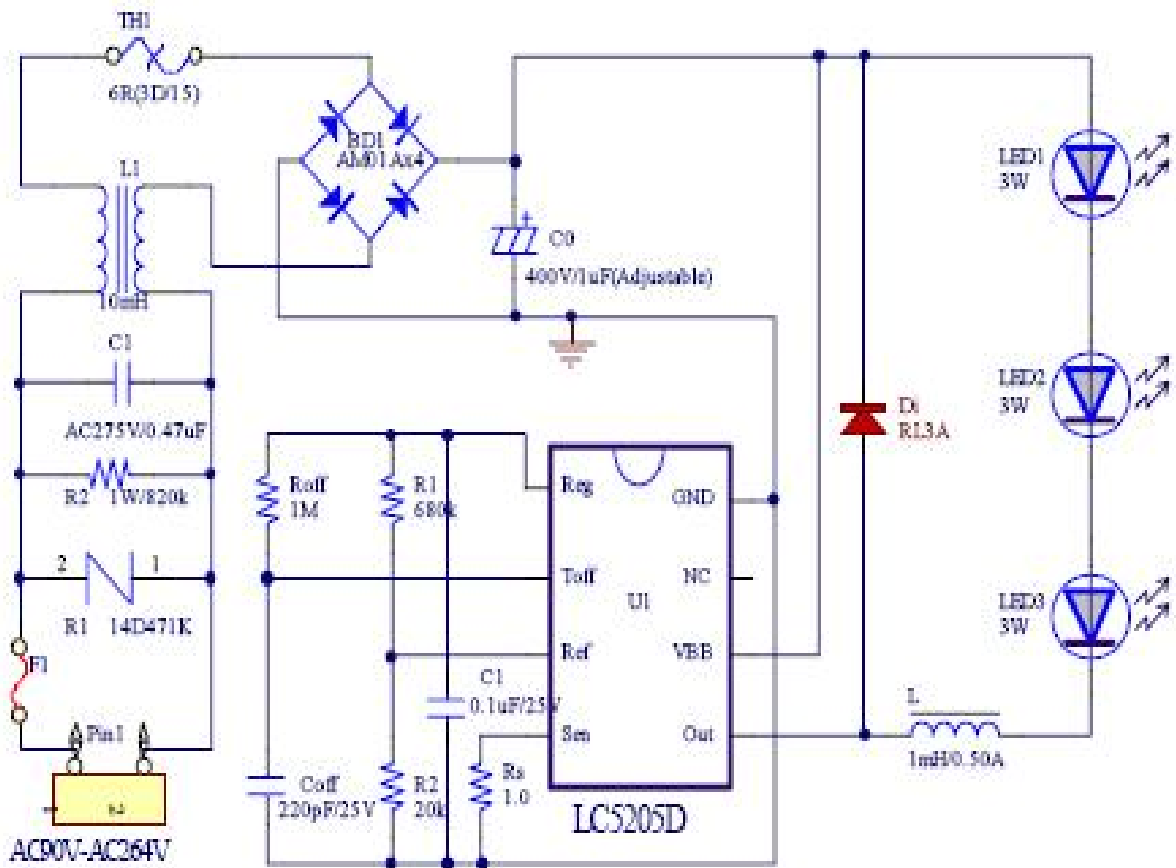 TH1
6R(3D/15)
BD1
AM01Ax4
L1
10mH
C0
400V/1uF(Adjustable)
LED1
3W
C1
AC275V/0.47uF
LED2
3W
Di
RL3A
R2 1W/820k
Roff
1M
R1
680k
Reg
GND
2 1
R1 14D471K
Toff
U1
NC
LED3
3W
Ref
VBB
F1
C1
0.1uF/25V
Sen
Out
L
1mH/0.50A
Pin1
Coff
220pF/25V
R2
20k
Rs
1.0
LC5205D
AC90V-AC264V